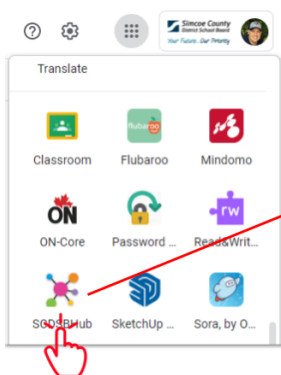 Simcoe County
District School Board
Your Future. Our Priority
Translate
Classroom
flubaroo
Flubaroo
Mindomo
ON
rw
ON-Core
Password ...
Read&Writ...
SCDSBHub
SketchUp ...
Sora, by O...